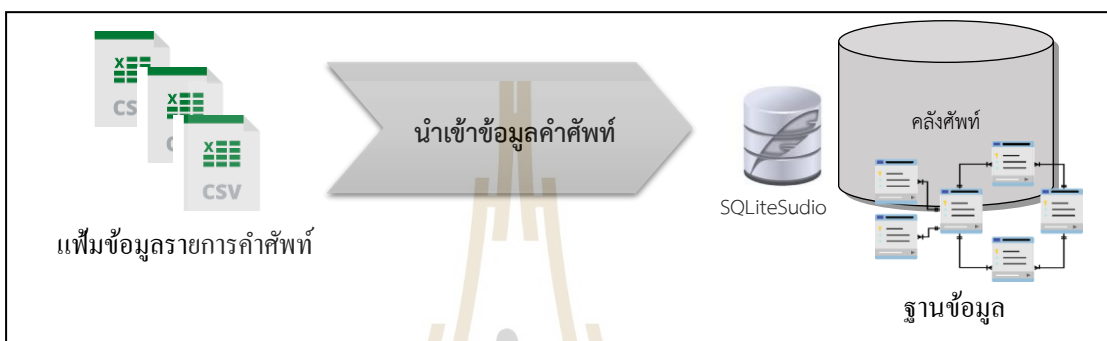 CSV
แฟ้มข้อมูลรายการคำศัพท์
นำเข้าข้อมูลคำศัพท์
SQLiteSudio
คลังศัพท์
ฐานข้อมูล